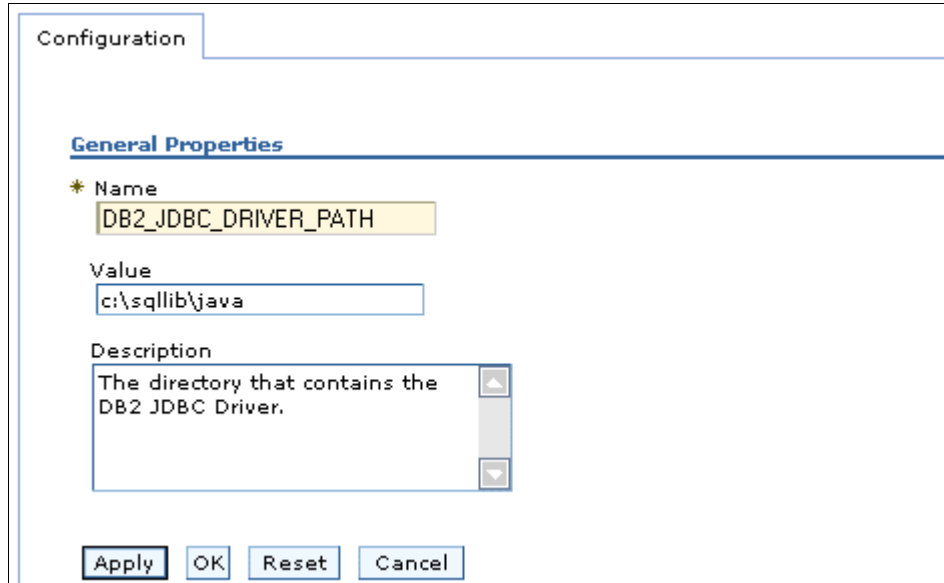 Configuration
General Properties
* Name
DB2_JDBC_DRIVER_PATH
Value
c:\sqllib\java
Description
The directory that contains the
DB2 JDBC Driver.
Apply OK Reset Cancel